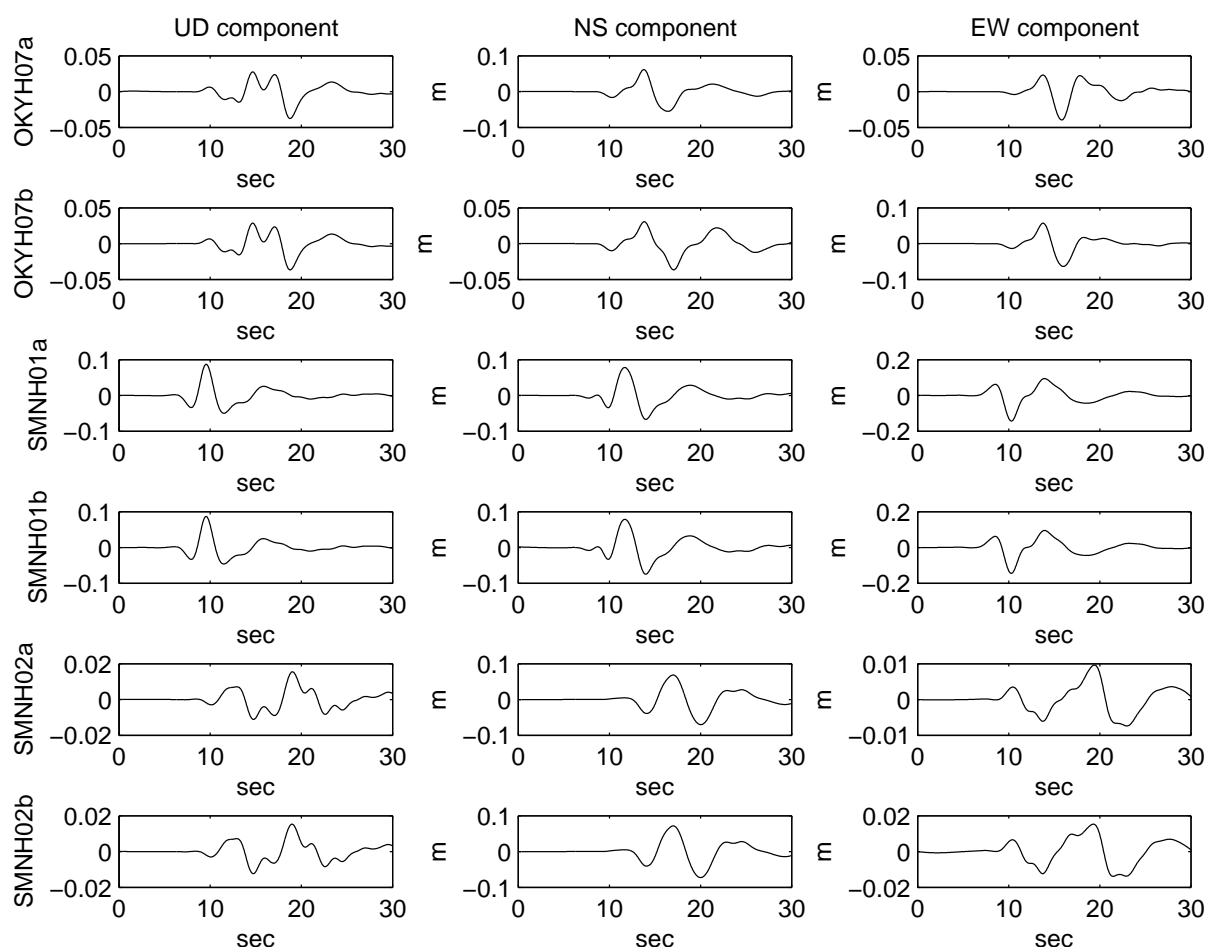 UD component NS component EW component
OKYH07a
0.05 0.1 0.05
0 m 0 m 0
−0.05 −0.1 −0.05
0 10 20 30 0 10 20 30 0 10 20 30
sec sec sec
OKYH07b
0.05 0.05 0.1
0 m 0 m 0
−0.05 −0.05 −0.1
0 10 20 30 0 10 20 30 0 10 20 30
sec sec sec
SMNH01a
0.1 0.1 0.2
0 m 0 m 0
−0.1 −0.1 −0.2
0 10 20 30 0 10 20 30 0 10 20 30
sec sec sec
SMNH01b
0.1 0.1 0.2
0 m 0 m 0
−0.1 −0.1 −0.2
0 10 20 30 0 10 20 30 0 10 20 30
sec sec sec
SMNH02a
0.02 0.1 0.01
0 m 0 m 0
−0.02 −0.1 −0.01
0 10 20 30 0 10 20 30 0 10 20 30
sec sec sec
SMNH02b
0.02 0.1 0.02
0 m 0 m 0
−0.02 −0.1 −0.02
0 10 20 30 0 10 20 30 0 10 20 30
sec sec sec